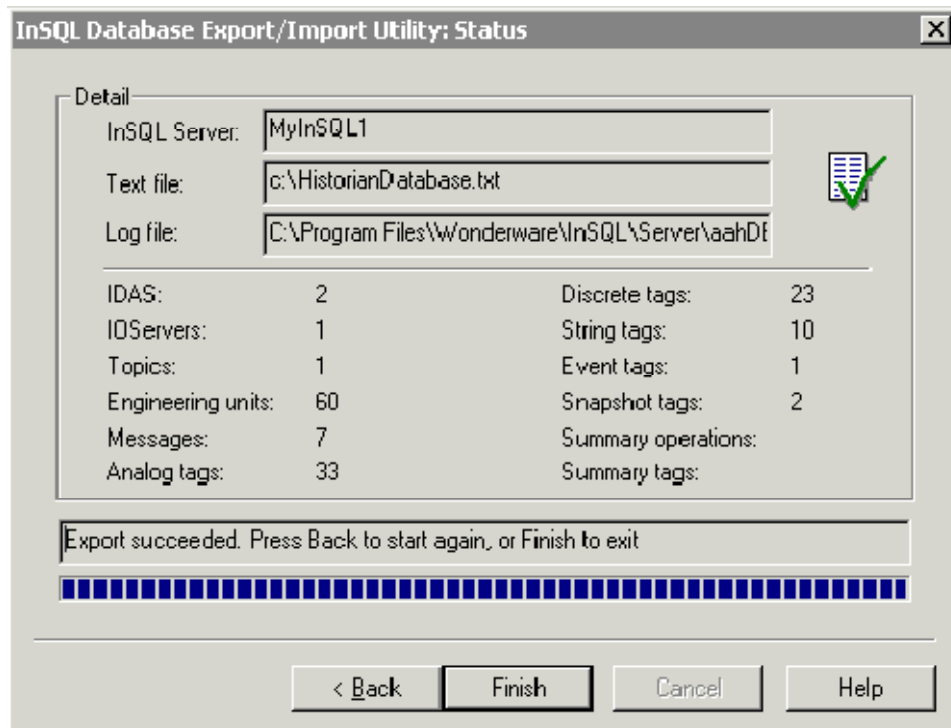 InSQL Database Export/Import Utility: Status
Detail
InSQL Server: MyInSQL1
Text file: c:\HistorianDatabase.txt
Log file: C:\Program Files\Wonderware\InSQL\Server\aahDE
IDAS: 2 Discrete tags: 23
IOServers: 1 String tags: 10
Topics: 1 Event tags: 1
Engineering units: 60 Snapshot tags: 2
Messages: 7 Summary operations:
Analog tags: 33 Summary tags:
Export succeeded. Press Back to start again, or Finish to exit
< Back Finish Cancel Help